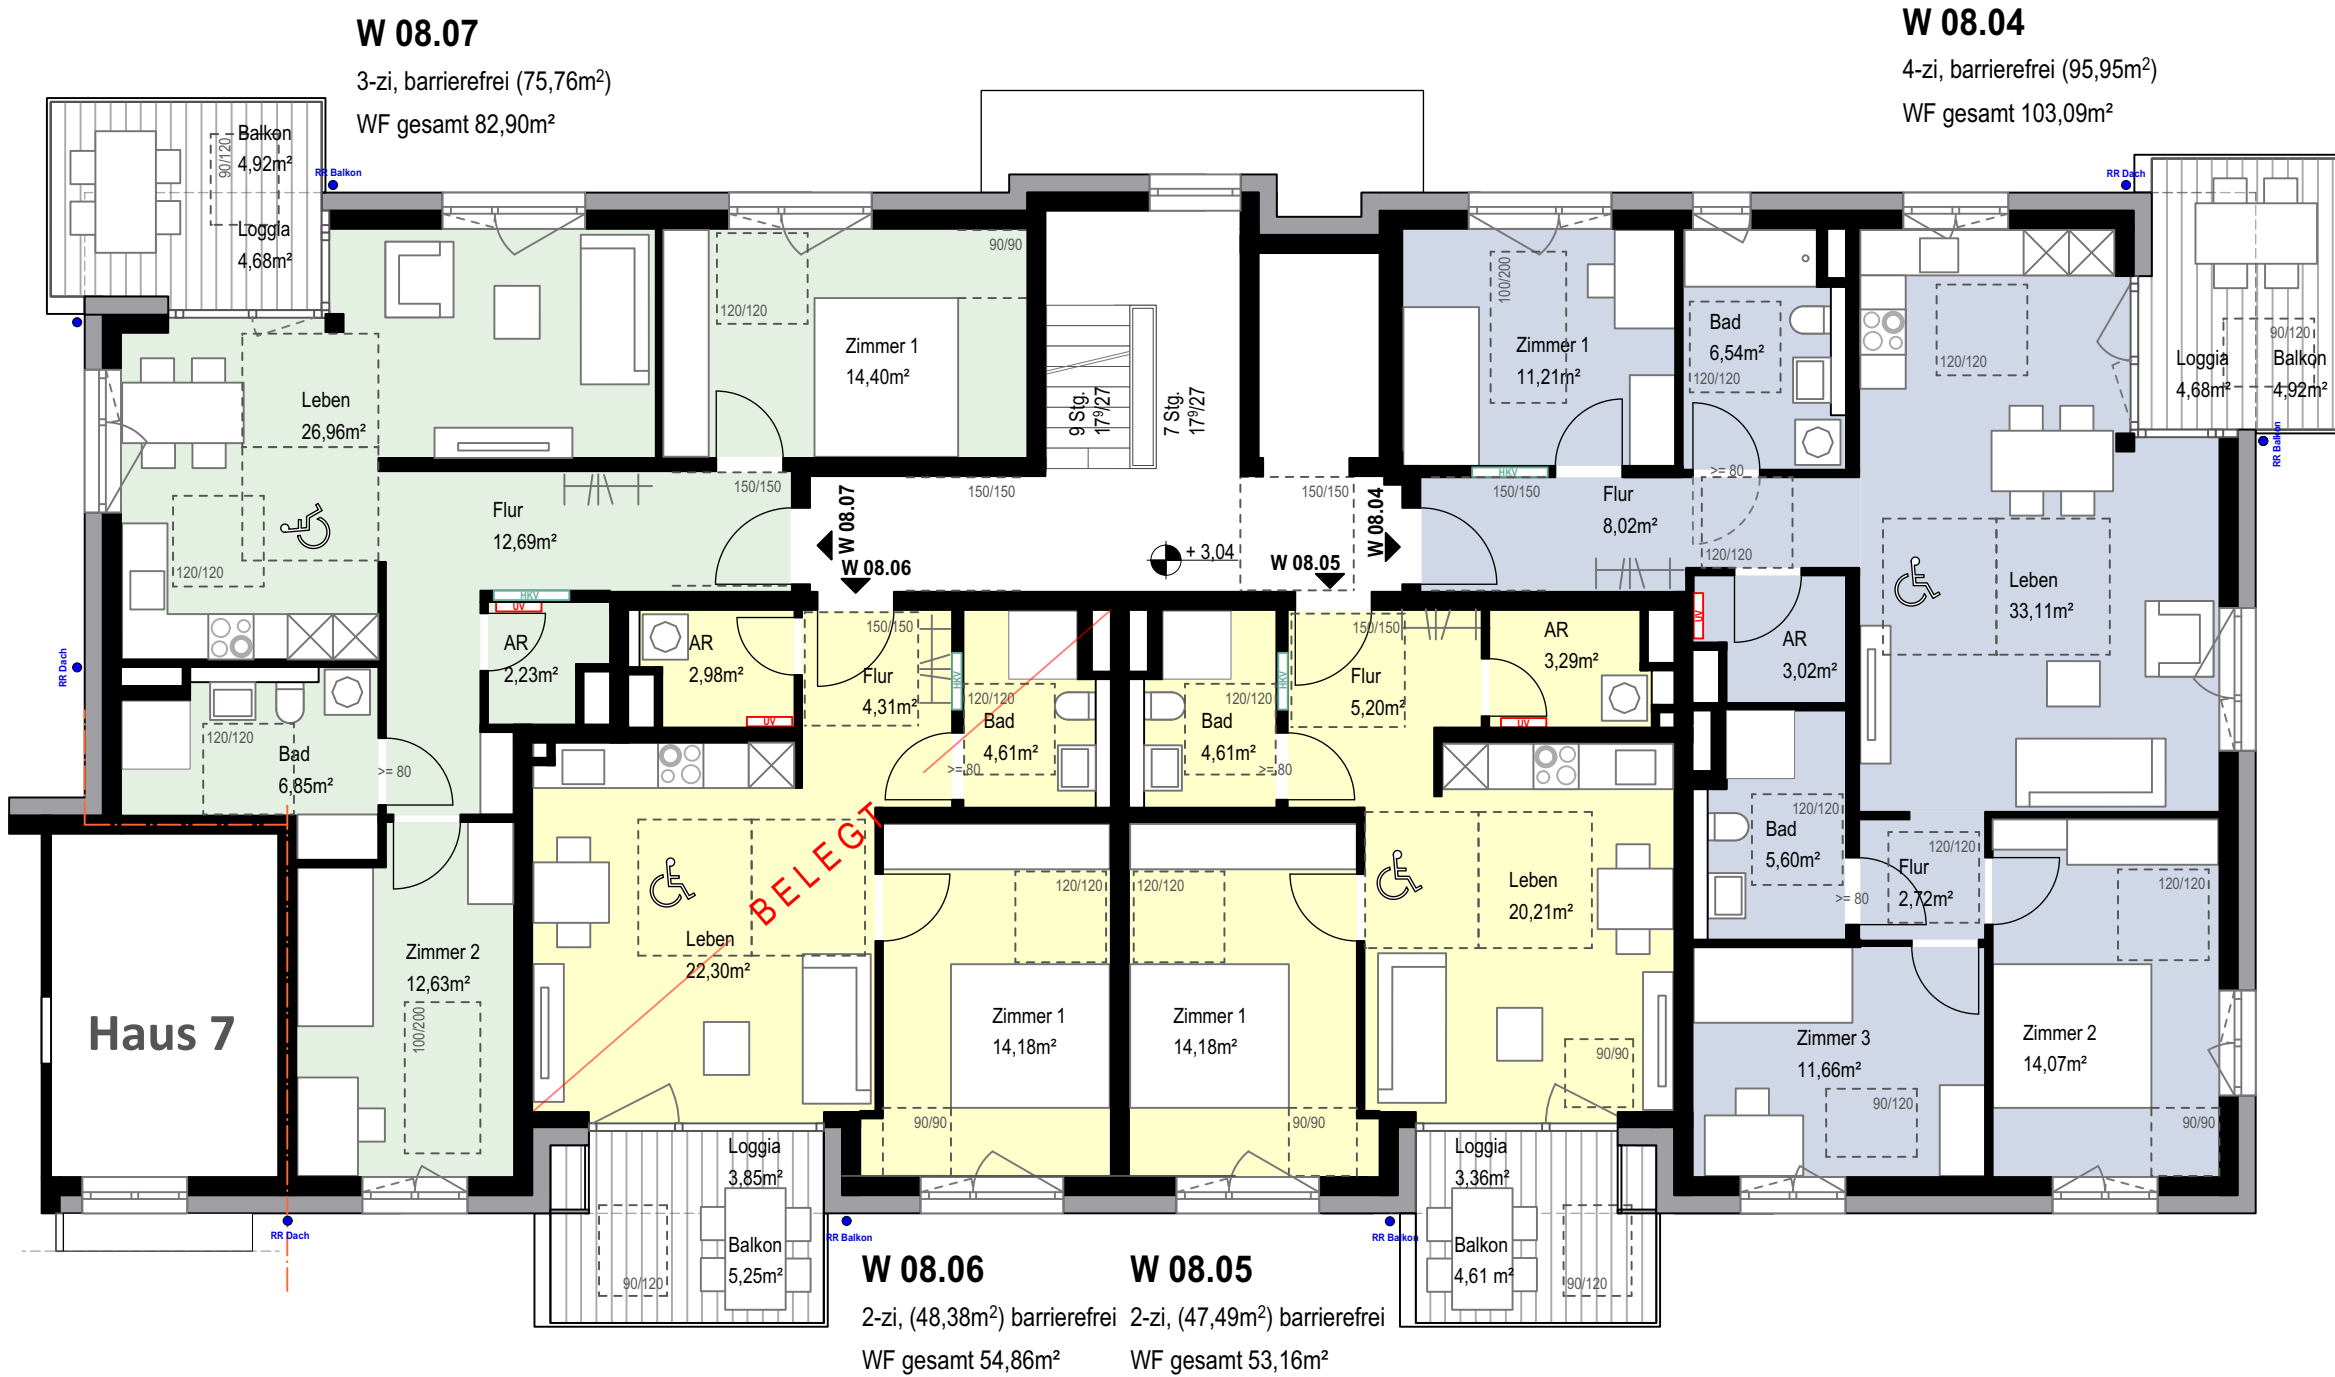 W 08.07
3-zi, barrierefrei (75,76m²)
WF gesamt 82,90m²
W 08.04
4-zi, barrierefrei (95,95m²)
WF gesamt 103,09m²
Balkon
4,92m²
90/120
Loggia
4,68m²
RR Balkon
RR Dach
90/90
120/120
Zimmer 1
14,40m²
Leben
26,96m²
9 Stg.
17⁹/27
7 Stg.
17⁹/27
100/200
Zimmer 1
11,21m²
Bad
6,54m²
120/120
120/120
90/120
Loggia
4,68m²
Balkon
4,92m²
RR Balkon
HKV
>= 80
150/150
150/150
150/150
150/150
Flur
12,69m²
W 08.07
W 08.06
+ 3,04
W 08.05
W 08.04
Flur
8,02m²
120/120
120/120
Leben
33,11m²
HKV
UV
AR
2,23m²
AR
2,98m²
UV
150/150
Flur
4,31m²
HKV
120/120
Bad
4,61m²
>= 80
120/120
Bad
4,61m²
>= 80
HKV
150/150
Flur
5,20m²
AR
3,29m²
UV
UV
AR
3,02m²
RR Dach
120/120
Bad
6,85m²
>= 80
BELEGT
120/120
Bad
5,60m²
>= 80
120/120
Flur
2,72m²
120/120
120/120
120/120
Leben
20,21m²
Leben
22,30m²
Zimmer 2
12,63m²
100/200
Haus 7
Zimmer 1
14,18m²
Zimmer 1
14,18m²
90/90
Zimmer 3
11,66m²
90/120
Zimmer 2
14,07m²
90/90
90/90
90/90
Loggia
3,85m²
Loggia
3,36m²
RR Dach
Balkon
5,25m²
90/120
RR Balkon
RR Balkon
Balkon
4,61 m²
90/120
W 08.06
2-zi, (48,38m²) barrierefrei
WF gesamt 54,86m²
W 08.05
2-zi, (47,49m²) barrierefrei
WF gesamt 53,16m²